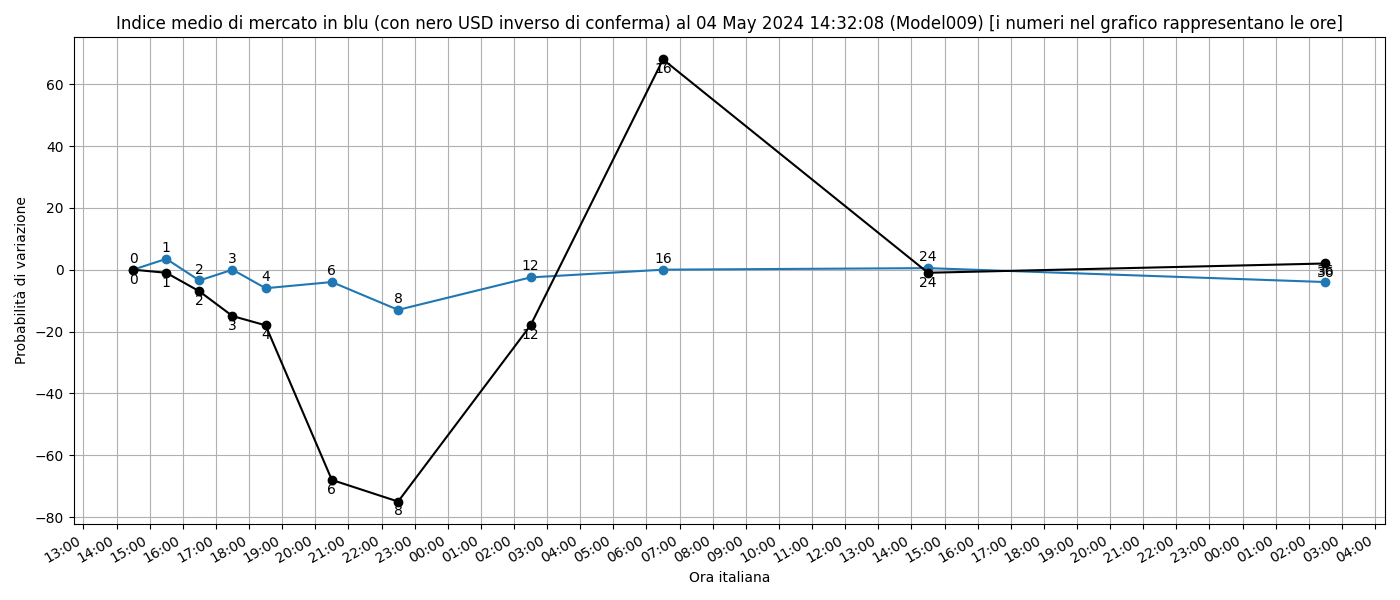 Indice medio di mercato in blu (con nero USD inverso di conferma) al 04 May 2024 14:32:08 (Model009) [i numeri nel grafico rappresentano le ore]
Probabilità di variazione
60
40
20
0
−20
−40
−60
−80
0 1 2 3 4 6 8 12 16 24 36
0 1 2 3 4 6 8 12 16 24 36
13:00 14:00 15:00 16:00 17:00 18:00 19:00 20:00 21:00 22:00 23:00 00:00 01:00 02:00 03:00 04:00 05:00 06:00 07:00 08:00 09:00 10:00 11:00 12:00 13:00 14:00 15:00 16:00 17:00 18:00 19:00 20:00 21:00 22:00 23:00 00:00 01:00 02:00 03:00 04:00
Ora italiana